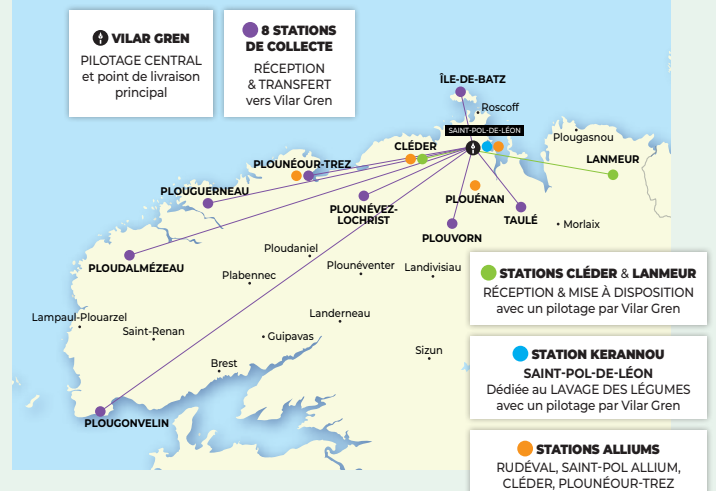 VILAR GREN
PILOTAGE CENTRAL
et point de livraison
principal
8 STATIONS
DE COLLECTE
RÉCEPTION
& TRANSFERT
vers Vilar Gren
ÎLE-DE-BATZ
Roscoff
SAINT-POL-DE-LÉON
Plougasnou
CLÉDER
LANMEUR
PLOUNÉOUR-TREZ
PLOUGUERNEAU
PLOUÉNAN
PLOUNÉVEZ-
LOCHRIST
TAULÉ
Morlaix
PLOUVORN
Ploudaniel
PLOUDALMÉZEAU
Plounéventer
Landivisiau
Plabennec
Lampaul-Plouarzel
Landerneau
Saint-Renan
Guipavas
Sizun
Brest
PLOUGONVELIN
STATIONS CLÉDER & LANMEUR
RÉCEPTION & MISE À DISPOSITION
avec un pilotage par Vilar Gren
STATION KERANNOU
SAINT-POL-DE-LÉON
Dédiée au LAVAGE DES LÉGUMES
avec un pilotage par Vilar Gren
STATIONS ALLIUMS
RUDÉVAL, SAINT-POL ALLIUM,
CLÉDER, PLOUNÉOUR-TREZ